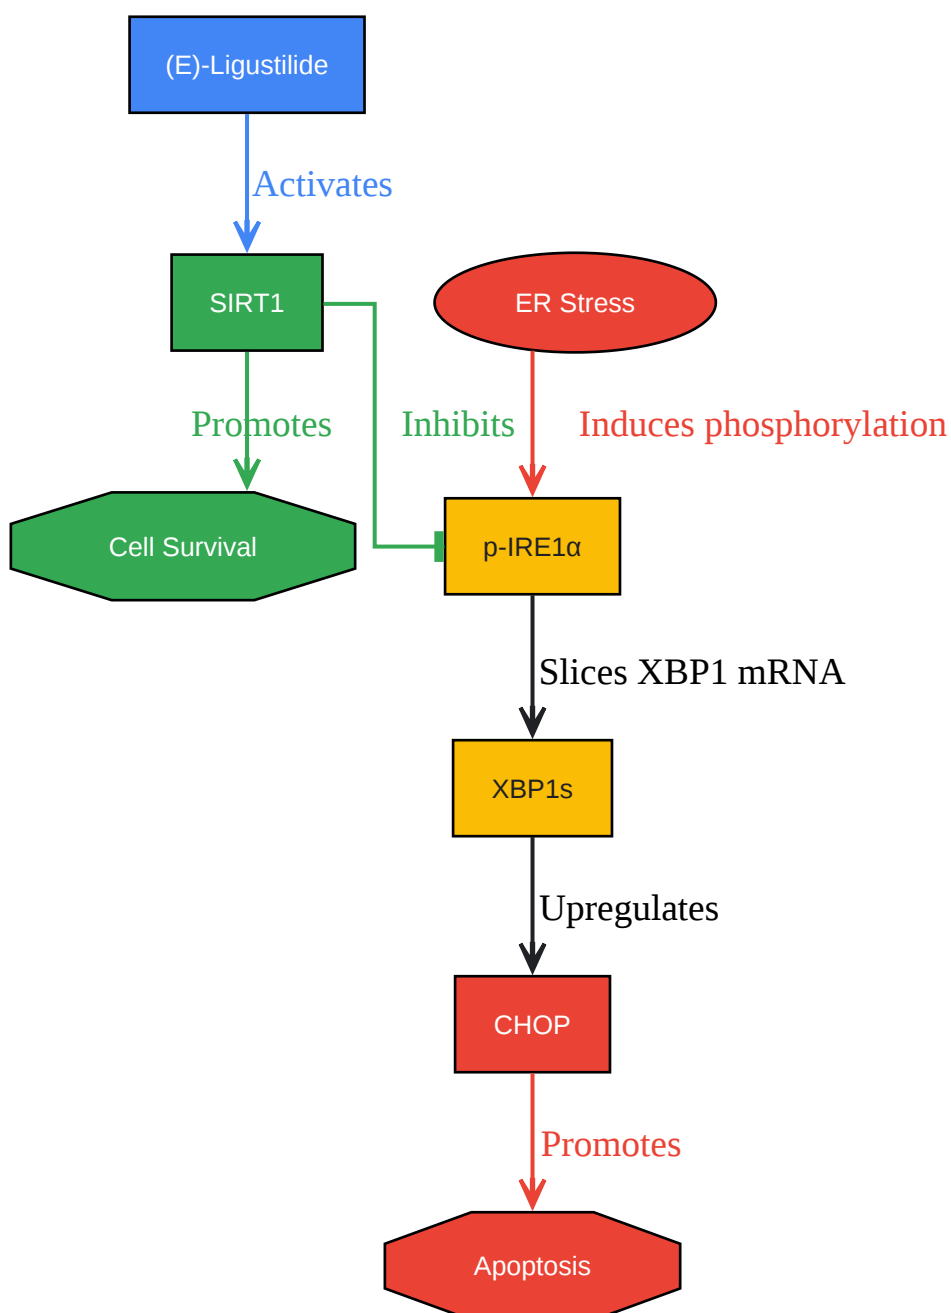 (E)-Ligustilide
Activates
SIRT1
ER Stress
Promotes
Inhibits
Induces phosphorylation
Cell Survival
p-IRE1α
Slices XBP1 mRNA
XBP1s
Upregulates
CHOP
Promotes
Apoptosis